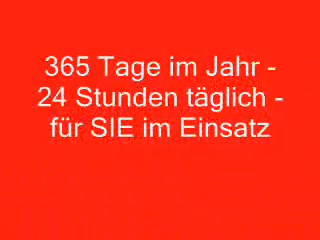 365 Tage im Jahr -
24 Stunden täglich -
für SIE im Einsatz